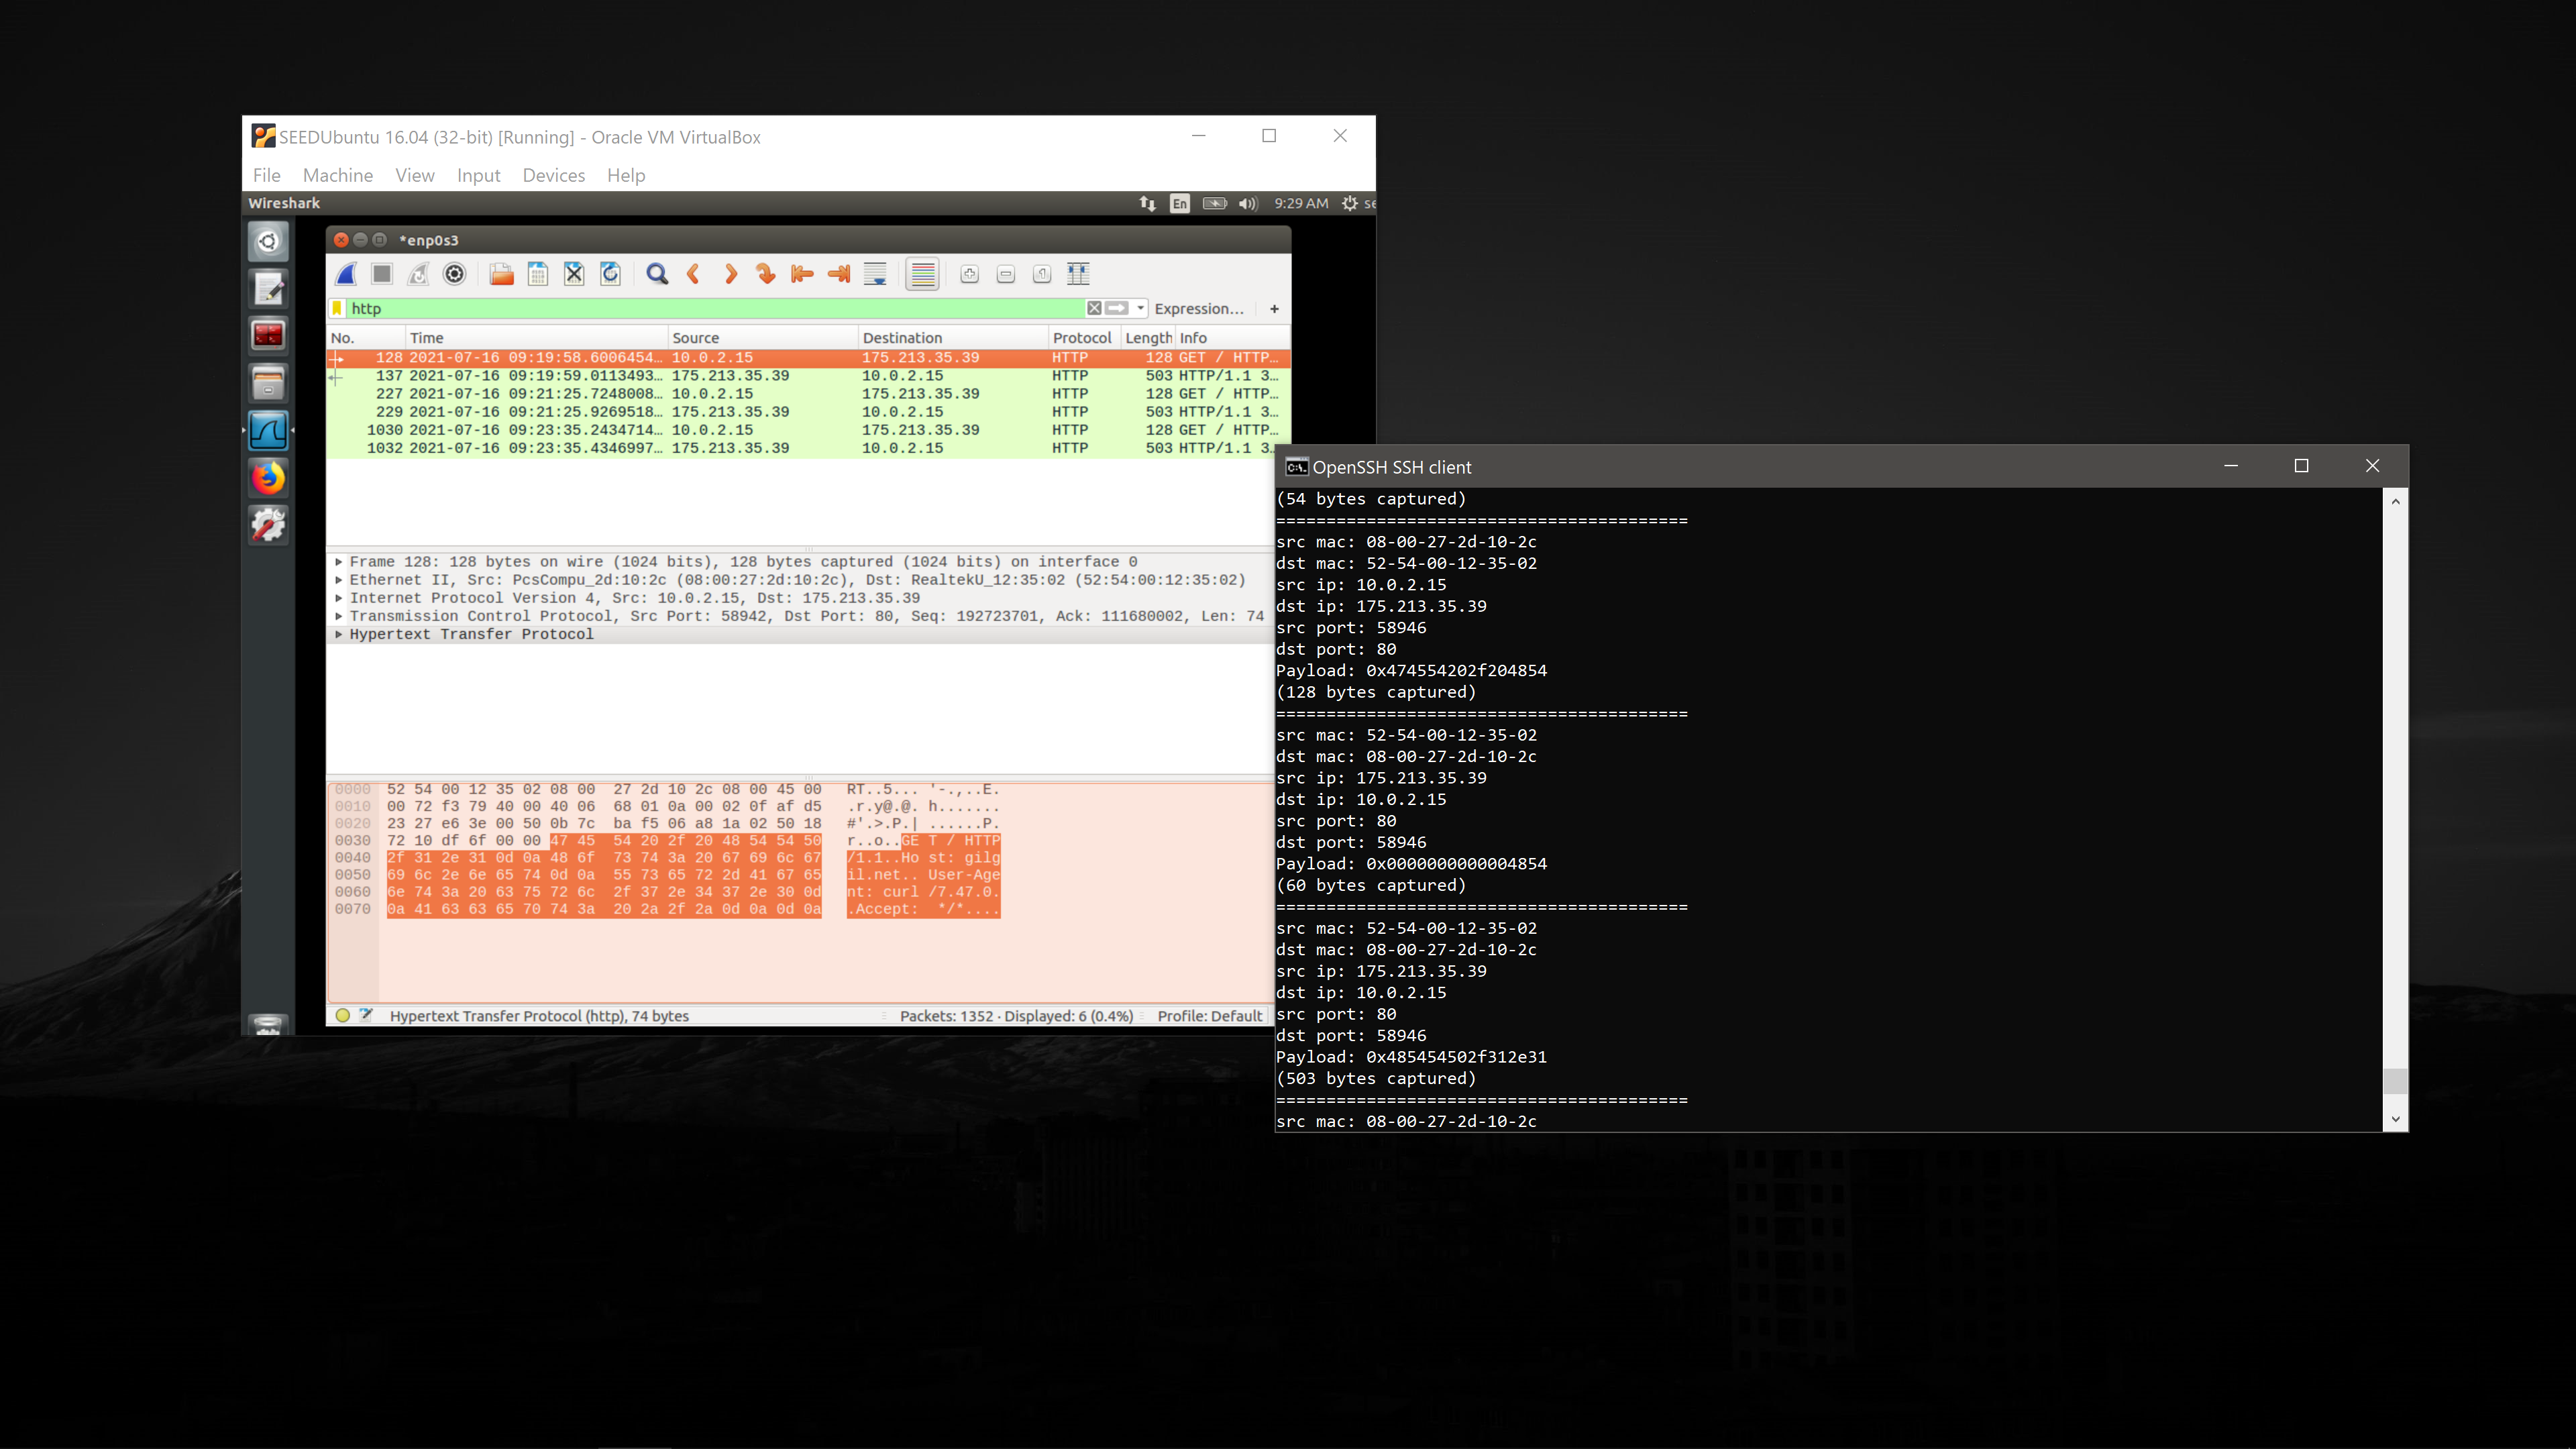 SEEDUbuntu 16.04 (32-bit) [Running] - Oracle VM VirtualBox
File Machine View Input Devices Help
Wireshark
En 9:29 AM se
*enp0s3
http
Expression… +
No. Time Source Destination Protocol Length Info
128 2021-07-16 09:19:58.6006454… 10.0.2.15 175.213.35.39 HTTP 128 GET / HTTP…
137 2021-07-16 09:19:59.0113493… 175.213.35.39 10.0.2.15 HTTP 503 HTTP/1.1 3…
227 2021-07-16 09:21:25.7248008… 10.0.2.15 175.213.35.39 HTTP 128 GET / HTTP…
229 2021-07-16 09:21:25.9269518… 175.213.35.39 10.0.2.15 HTTP 503 HTTP/1.1 3…
1030 2021-07-16 09:23:35.2434714… 10.0.2.15 175.213.35.39 HTTP 128 GET / HTTP…
1032 2021-07-16 09:23:35.4346997… 175.213.35.39 10.0.2.15 HTTP 503 HTTP/1.1 3…
Frame 128: 128 bytes on wire (1024 bits), 128 bytes captured (1024 bits) on interface 0
Ethernet II, Src: PcsCompu_2d:10:2c (08:00:27:2d:10:2c), Dst: RealtekU_12:35:02 (52:54:00:12:35:02)
Internet Protocol Version 4, Src: 10.0.2.15, Dst: 175.213.35.39
Transmission Control Protocol, Src Port: 58942, Dst Port: 80, Seq: 192723701, Ack: 111680002, Len: 74
Hypertext Transfer Protocol
0000 52 54 00 12 35 02 08 00 27 2d 10 2c 08 00 45 00 RT..5... '-.,..E.
0010 00 72 f3 79 40 00 40 06 68 01 0a 00 02 0f af d5 .r.y@.@. h.......
0020 23 27 e6 3e 00 50 0b 7c ba f5 06 a8 1a 02 50 18 #'.>.P.| ......P.
0030 72 10 df 6f 00 00 47 45 54 20 2f 20 48 54 54 50 r..o..GE T / HTTP
0040 2f 31 2e 31 0d 0a 48 6f 73 74 3a 20 67 69 6c 67 /1.1..Ho st: gilg
0050 69 6c 2e 6e 65 74 0d 0a 55 73 65 72 2d 41 67 65 il.net.. User-Age
0060 6e 74 3a 20 63 75 72 6c 2f 37 2e 34 37 2e 30 0d nt: curl /7.47.0.
0070 0a 41 63 63 65 70 74 3a 20 2a 2f 2a 0d 0a 0d 0a .Accept: */*....
Hypertext Transfer Protocol (http), 74 bytes Packets: 1352 · Displayed: 6 (0.4%) Profile: Default
OpenSSH SSH client
(54 bytes captured)
=========================================
src mac: 08-00-27-2d-10-2c
dst mac: 52-54-00-12-35-02
src ip: 10.0.2.15
dst ip: 175.213.35.39
src port: 58946
dst port: 80
Payload: 0x474554202f204854
(128 bytes captured)
=========================================
src mac: 52-54-00-12-35-02
dst mac: 08-00-27-2d-10-2c
src ip: 175.213.35.39
dst ip: 10.0.2.15
src port: 80
dst port: 58946
Payload: 0x0000000000004854
(60 bytes captured)
=========================================
src mac: 52-54-00-12-35-02
dst mac: 08-00-27-2d-10-2c
src ip: 175.213.35.39
dst ip: 10.0.2.15
src port: 80
dst port: 58946
Payload: 0x485454502f312e31
(503 bytes captured)
=========================================
src mac: 08-00-27-2d-10-2c